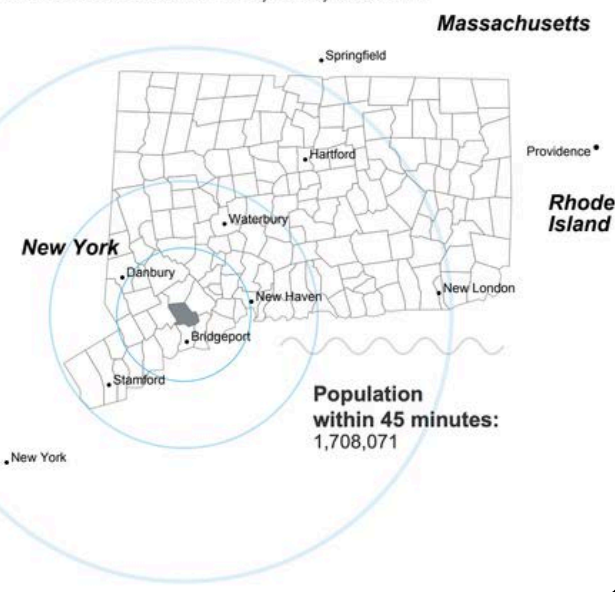 Massachusetts
Springfield
Hartford
Providence
Rhode
Island
Waterbury
New York
Danbury
New London
New Haven
Bridgeport
Stamford
Population
within 45 minutes:
1,708,071
New York